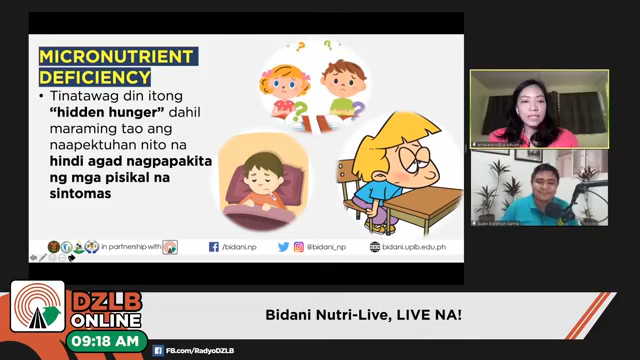 MICRONUTRIENT
DEFICIENCY
• Tinatawag din itong
“hidden hunger” dahil
maraming tao ang
naapektuhan nito na
hindi agad nagpapakita
ng mga pisikal na
sintomas
in partnership with
/bidani.np
@bidani_np
bidani.uplb.edu.ph
DZLB
ONLINE
09:18 AM
Bidani Nutri-Live, LIVE NA!
FB.com/RadyoDZLB